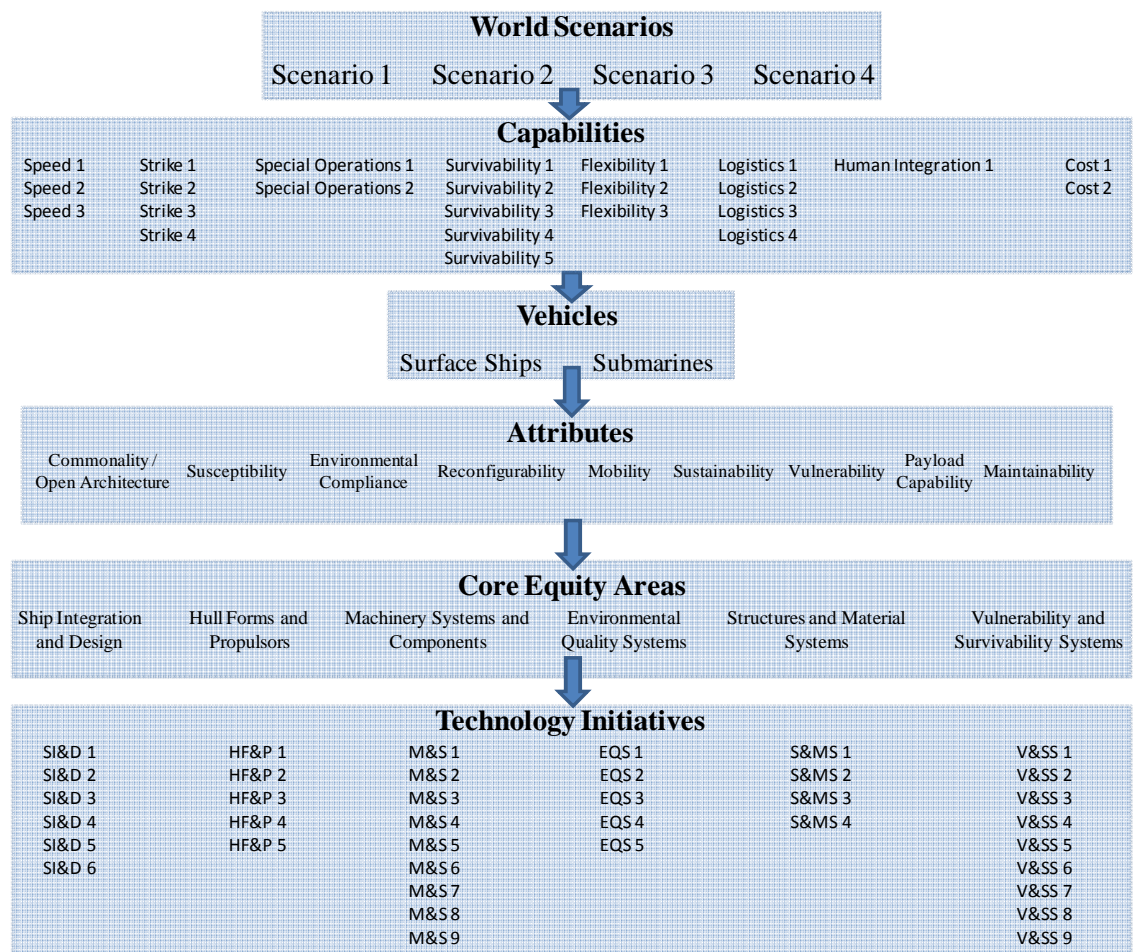 World Scenarios
Scenario 1 Scenario 2 Scenario 3 Scenario 4
Capabilities
Speed 1 Strike 1 Special Operations 1 Survivability 1 Flexibility 1 Logistics 1 Human Integration 1 Cost 1
Speed 2 Strike 2 Special Operations 2 Survivability 2 Flexibility 2 Logistics 2 Cost 2
Speed 3 Strike 3 Survivability 3 Flexibility 3 Logistics 3
Strike 4 Survivability 4 Logistics 4
Survivability 5
Vehicles
Surface Ships Submarines
Attributes
Commonality / Open Architecture
Susceptibility
Environmental Compliance
Reconfigurability
Mobility
Sustainability
Vulnerability
Payload Capability
Maintainability
Core Equity Areas
Ship Integration and Design
Hull Forms and Propulsors
Machinery Systems and Components
Environmental Quality Systems
Structures and Material Systems
Vulnerability and Survivability Systems
Technology Initiatives
SI&D 1 HF&P 1 M&S 1 EQS 1 S&MS 1 V&SS 1
SI&D 2 HF&P 2 M&S 2 EQS 2 S&MS 2 V&SS 2
SI&D 3 HF&P 3 M&S 3 EQS 3 S&MS 3 V&SS 3
SI&D 4 HF&P 4 M&S 4 EQS 4 S&MS 4 V&SS 4
SI&D 5 HF&P 5 M&S 5 EQS 5 V&SS 5
SI&D 6 M&S 6 V&SS 6
M&S 7 V&SS 7
M&S 8 V&SS 8
M&S 9 V&SS 9